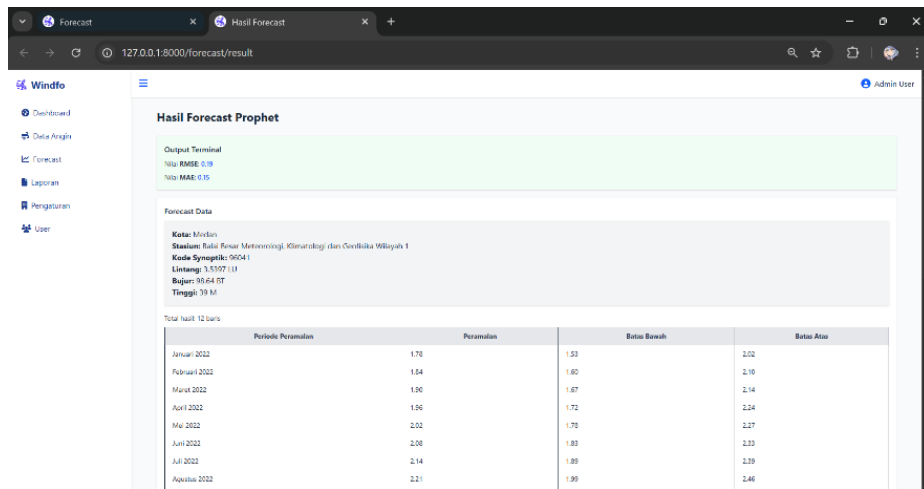 Forecast
Hasil Forecast
127.0.0.1:8000/forecast/result
Windfo
Admin User
Dashboard
Data Angin
Forecast
Laporan
Pengaturan
User
Hasil Forecast Prophet
Output Terminal
Nilai RMSE: 0.19
Nilai MAE: 0.15
Forecast Data
Kota: Medan
Stasiun: Balai Besar Meteorologi, Klimatologi dan Geofisika Wilayah 1
Kode Synoptik: 96041
Lintang: 3.5397 LU
Bujur: 98.64 BT
Tinggi: 39 M
Total hasil: 12 baris
Periode Peramalan Peramalan Batas Bawah Batas Atas
Januari 2022 1.78 1.53 2.02
Februari 2022 1.84 1.60 2.10
Maret 2022 1.90 1.67 2.14
April 2022 1.96 1.72 2.24
Mei 2022 2.02 1.78 2.27
Juni 2022 2.08 1.83 2.33
Juli 2022 2.14 1.89 2.39
Agustus 2022 2.21 1.99 2.46